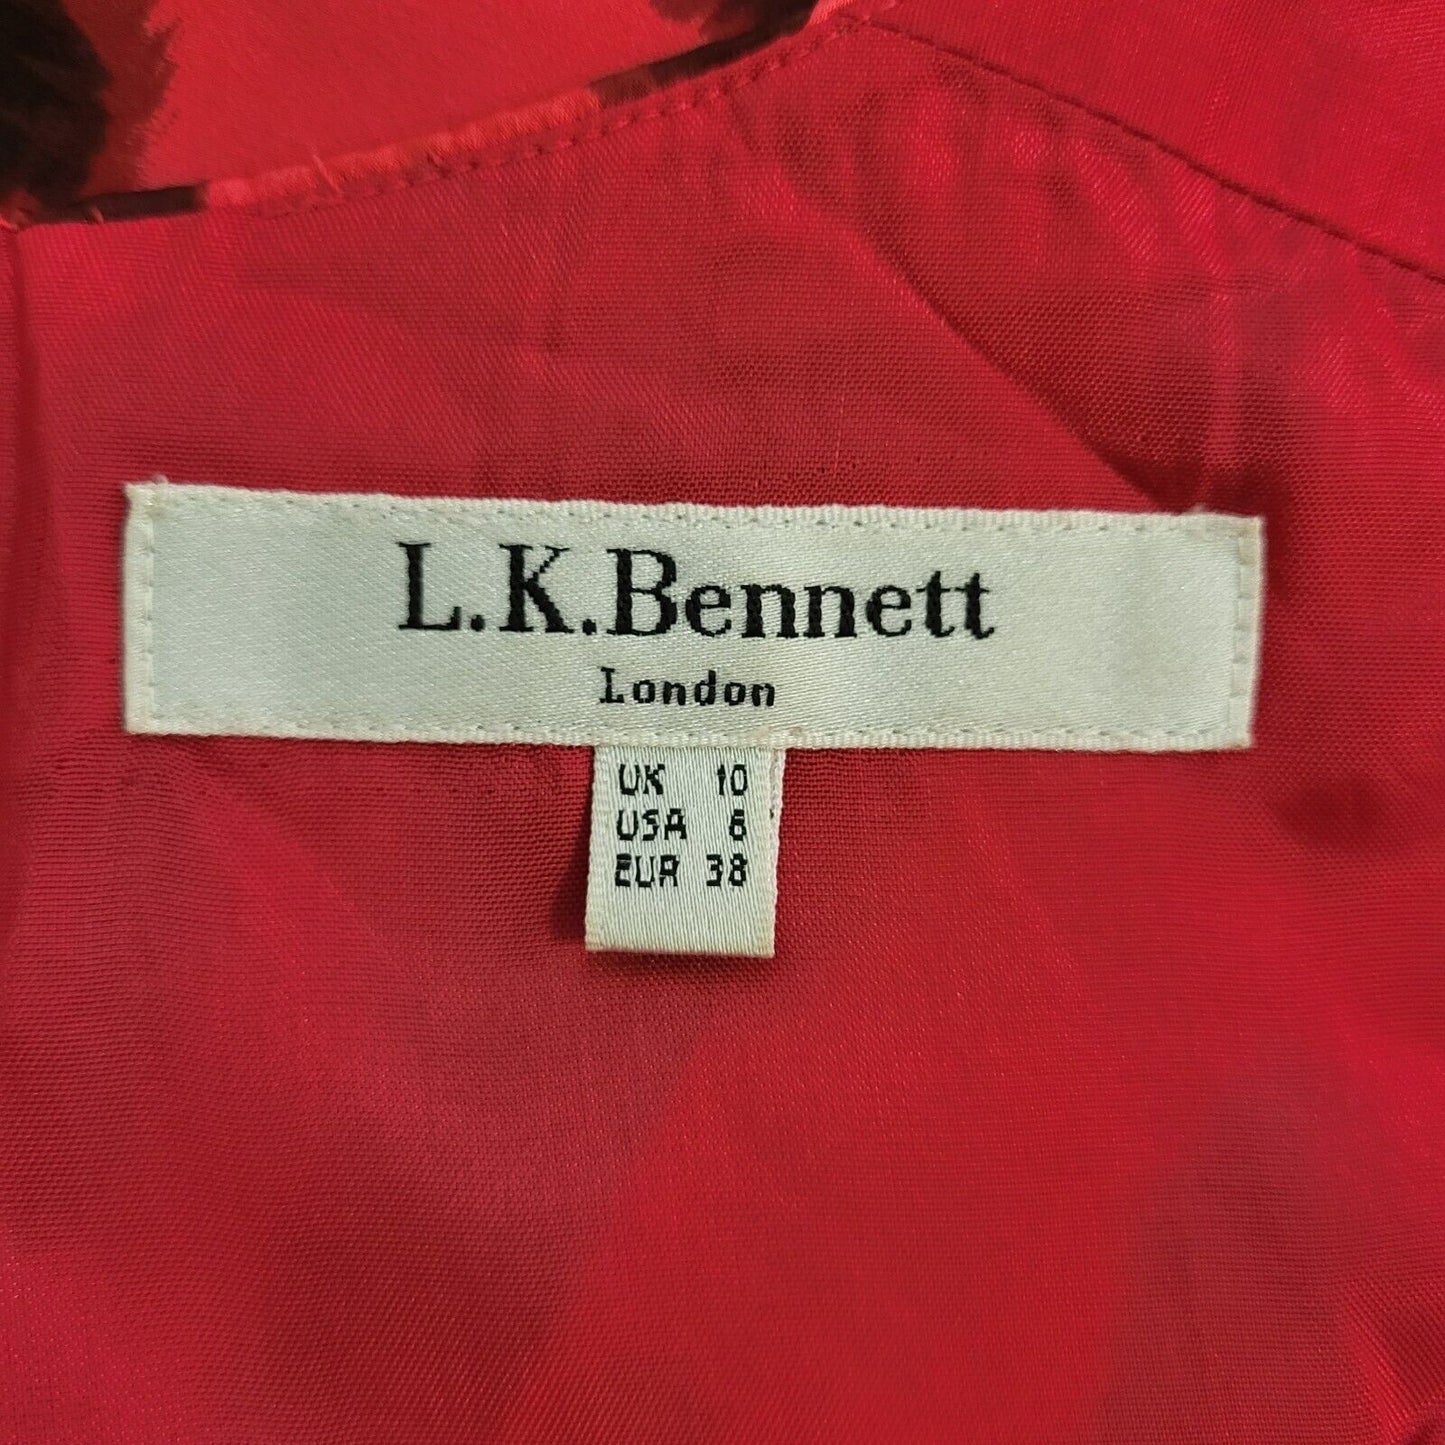 L.K.Bennett
London
UK 10
USA 6
EUR 38